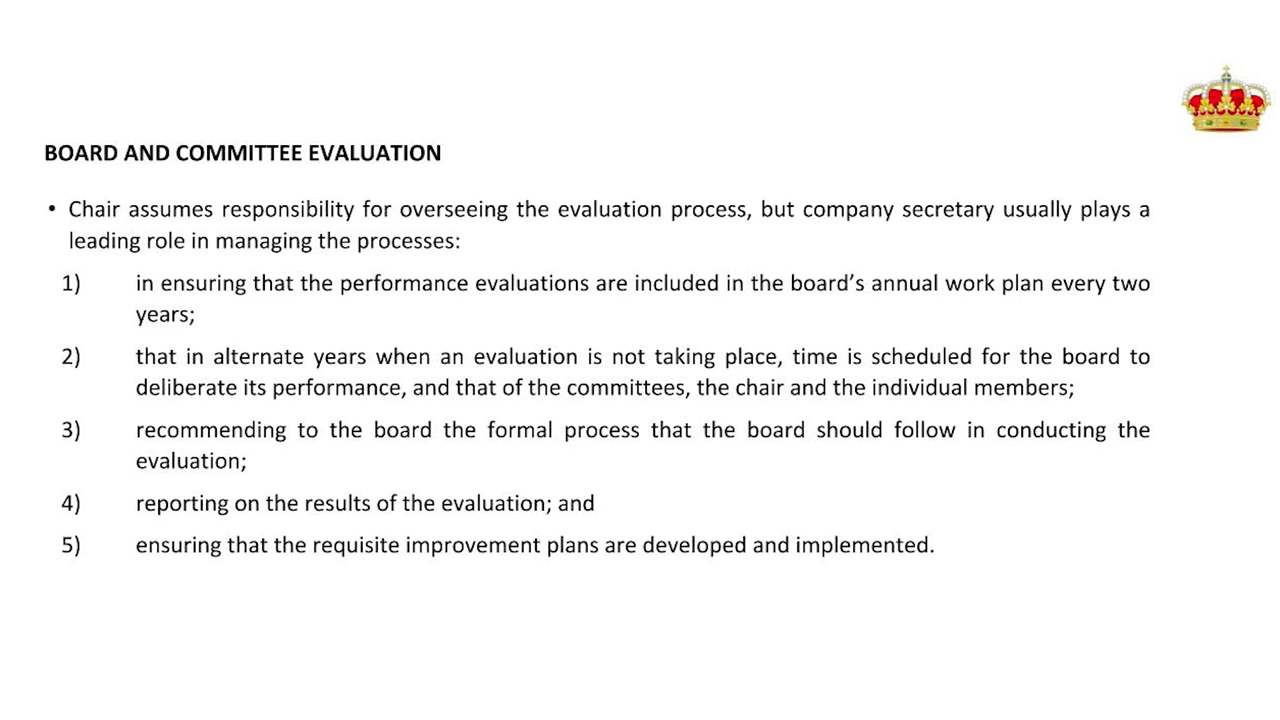 BOARD AND COMMITTEE EVALUATION
• Chair assumes responsibility for overseeing the evaluation process, but company secretary usually plays a
leading role in managing the processes:
1) in ensuring that the performance evaluations are included in the board’s annual work plan every two
years;
2) that in alternate years when an evaluation is not taking place, time is scheduled for the board to
deliberate its performance, and that of the committees, the chair and the individual members;
3) recommending to the board the formal process that the board should follow in conducting the
evaluation;
4) reporting on the results of the evaluation; and
5) ensuring that the requisite improvement plans are developed and implemented.